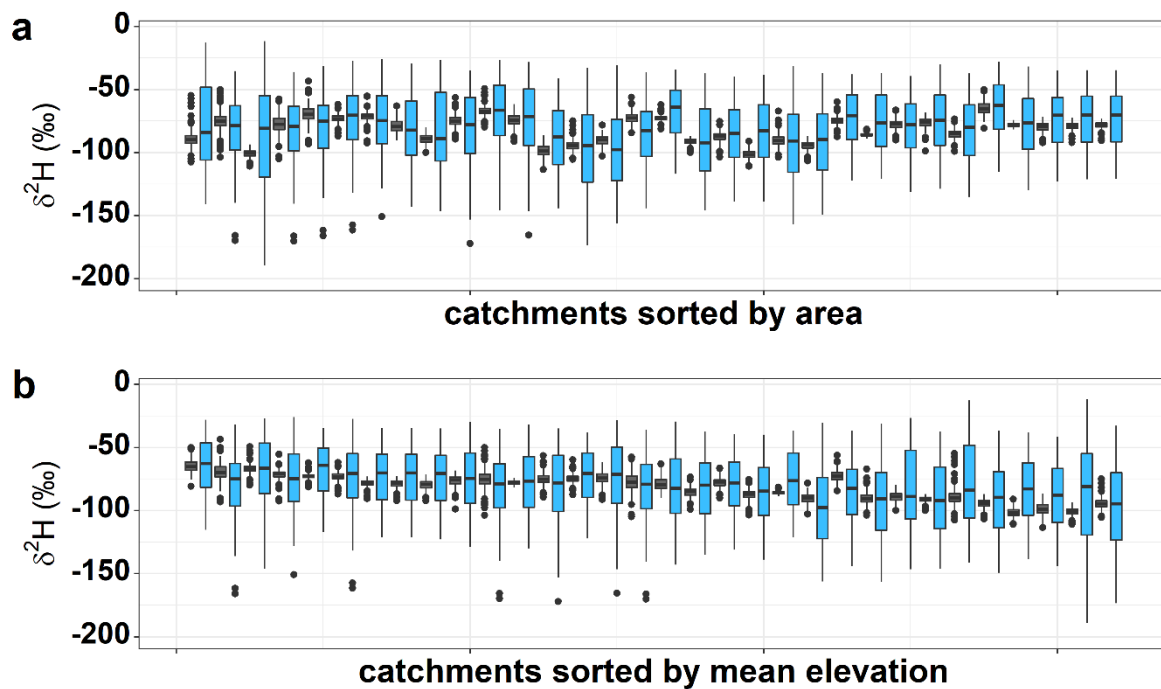 a
0
-50
-100
-150
-200
δ²H (‰)
catchments sorted by area
b
0
-50
-100
-150
-200
δ²H (‰)
catchments sorted by mean elevation